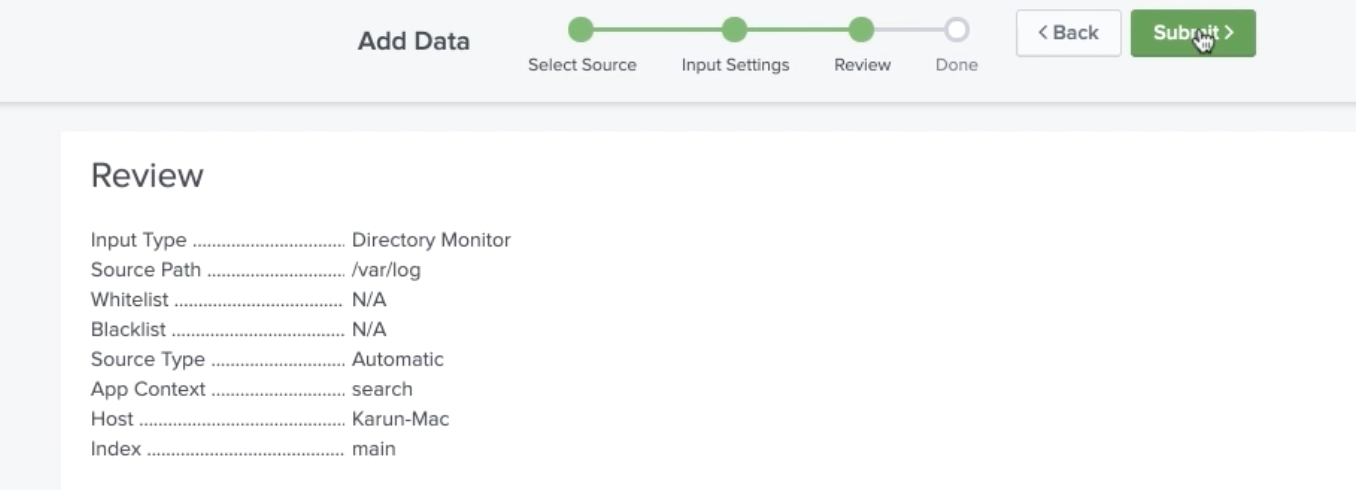 Add Data
Select Source
Input Settings
Review
Done
< Back
Submit >
Review
Input Type ................................ Directory Monitor
Source Path ............................. /var/log
Whitelist ................................... N/A
Blacklist .................................... N/A
Source Type ............................ Automatic
App Context ............................ search
Host ........................................... Karun-Mac
Index ......................................... main